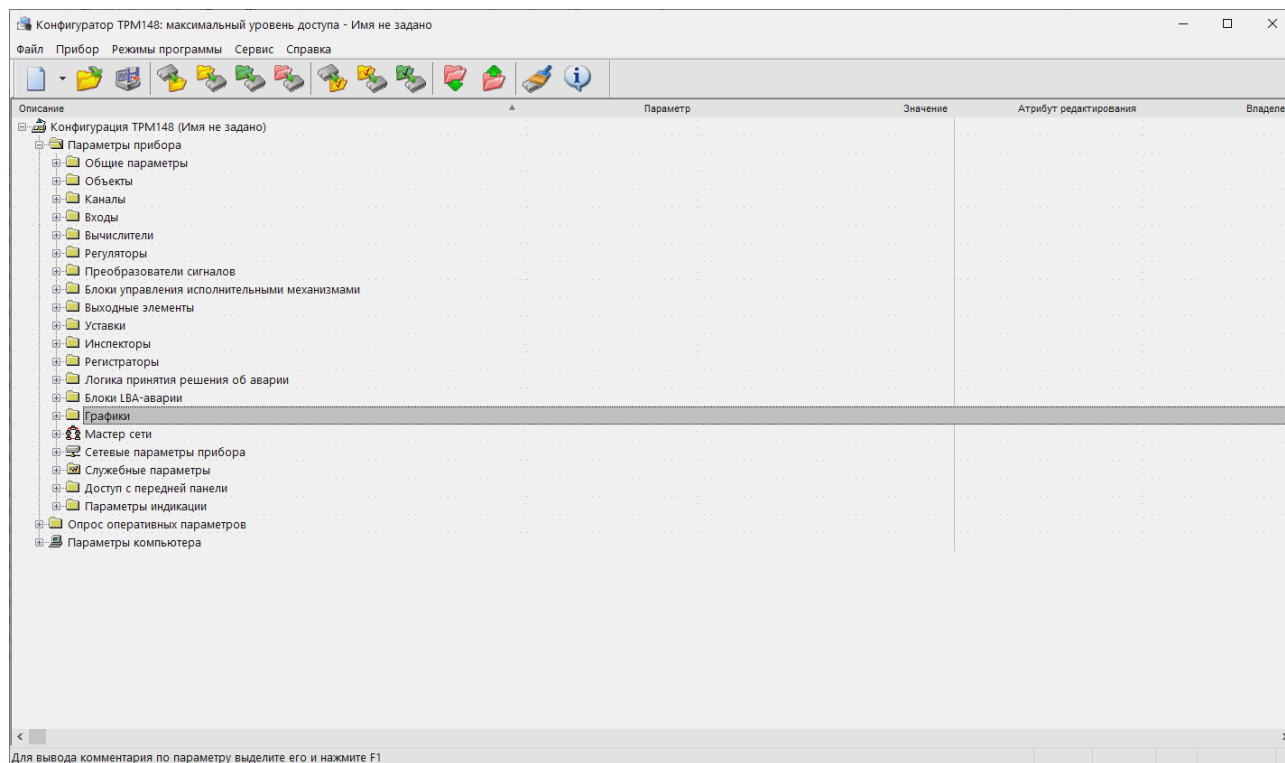 Конфигуратор ТРМ148: максимальный уровень доступа - Имя не задано
Файл Прибор Режимы программы Сервис Справка
Описание Параметр Значение Атрибут редактирования Владеле
Конфигурация ТРМ148 (Имя не задано)
Параметры прибора
Общие параметры
Объекты
Каналы
Входы
Вычислители
Регуляторы
Преобразователи сигналов
Блоки управления исполнительными механизмами
Выходные элементы
Уставки
Инспекторы
Регистраторы
Логика принятия решения об аварии
Блоки LBA-аварии
Графики
Мастер сети
Сетевые параметры прибора
Служебные параметры
Доступ с передней панели
Параметры индикации
Опрос оперативных параметров
Параметры компьютера
Для вывода комментария по параметру выделите его и нажмите F1